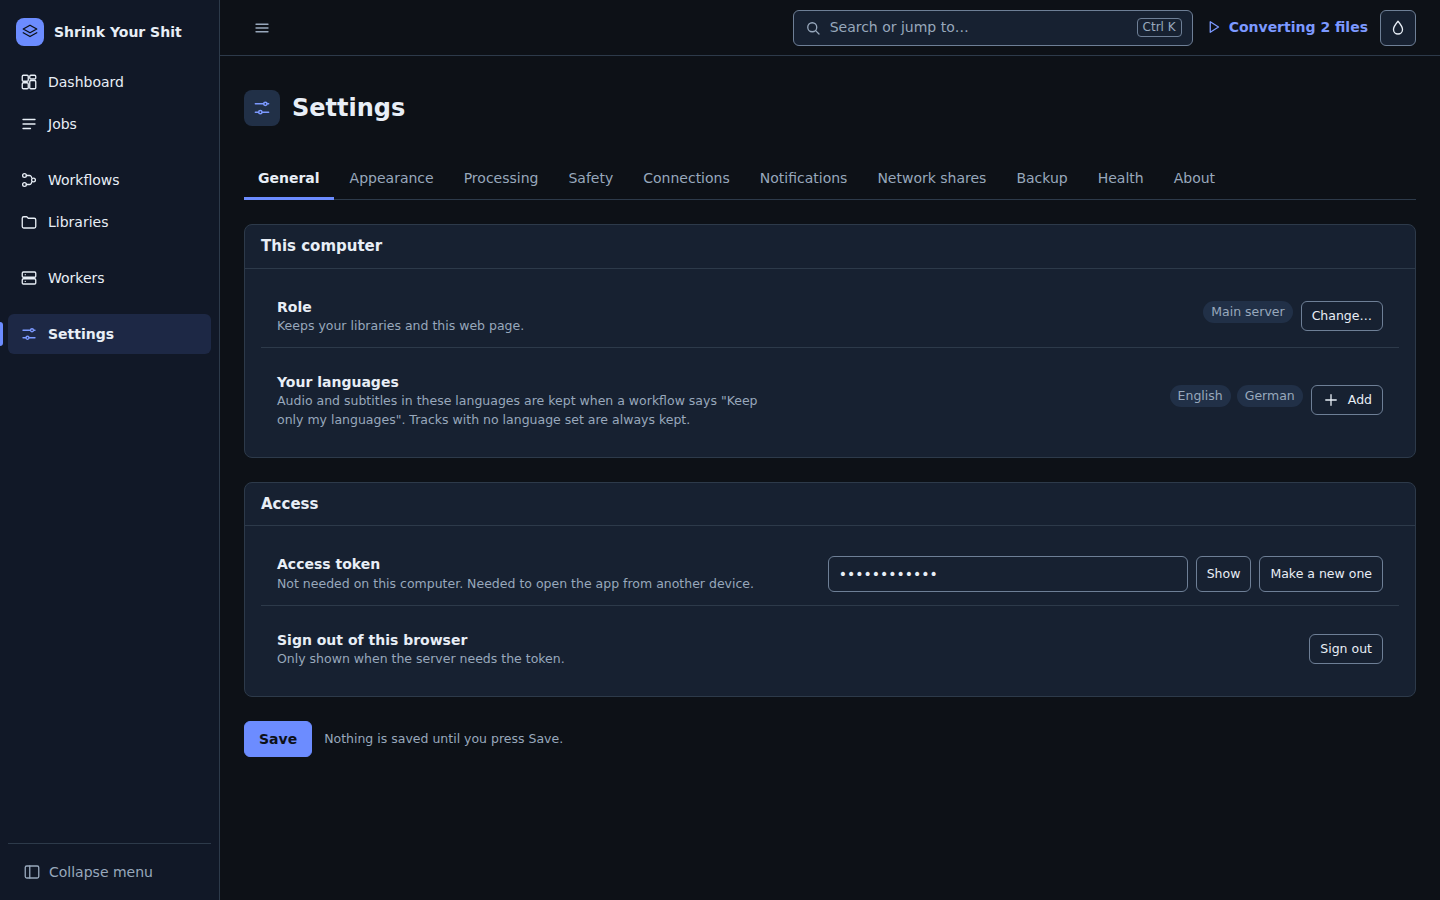 Shrink Your Shit
Dashboard
Jobs
Workflows
Libraries
Workers
Settings
Collapse menu
Search or jump to...
Ctrl K
Converting 2 files
Settings
General
Appearance
Processing
Safety
Connections
Notifications
Network shares
Backup
Health
About
This computer
Role
Keeps your libraries and this web page.
Main server
Change...
Your languages
Audio and subtitles in these languages are kept when a workflow says "Keep
only my languages". Tracks with no language set are always kept.
English
German
Add
Access
Access token
Not needed on this computer. Needed to open the app from another device.
••••••••••••
Show
Make a new one
Sign out of this browser
Only shown when the server needs the token.
Sign out
Save
Nothing is saved until you press Save.